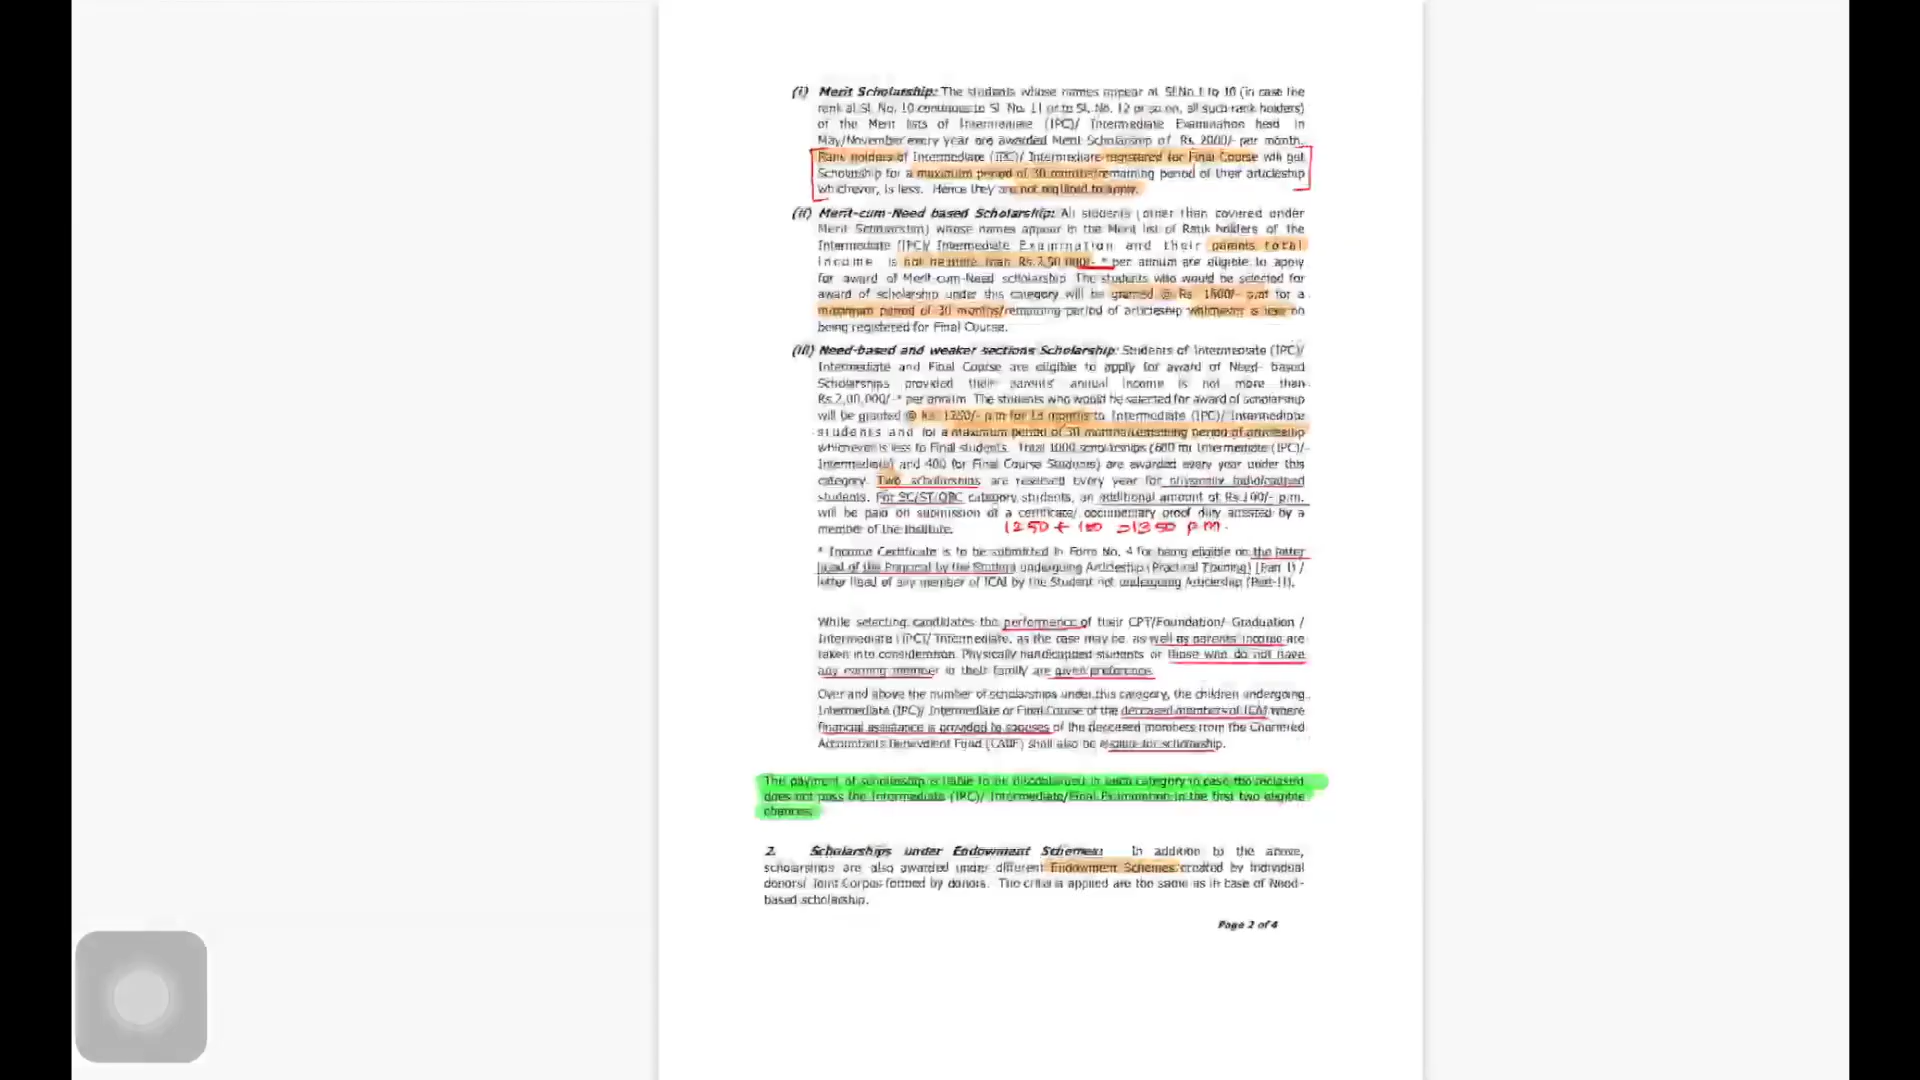 (i) Merit Scholarship: The students whose names appear at Sl.No.1 to 10 (in case the
rank at Sl. No. 10 continues to Sl. No. 11 or to Sl. No. 12 or so on, all such rank holders)
of the Merit lists of Intermediate (IPC)/ Intermediate Examination held in
May/November every year are awarded Merit Scholarship of Rs. 2000/- per month.
Rank holders of Intermediate (IPC)/ Intermediate registered for Final Course will get
Scholarship for a maximum period of 30 months/remaining period of their articleship
whichever, is less. Hence they are not required to apply.
(ii) Merit-cum-Need based Scholarship: All students (other than covered under
Merit Scholarship) whose names appear in the Merit list of Rank holders of the
Intermediate (IPC)/ Intermediate Examination and their parents total
income is not be more than Rs.2,50,000/- * per annum are eligible to apply
for award of Merit-cum-Need scholarship. The students who would be selected for
award of scholarship under this category will be granted @ Rs. 1500/- p.m for a
maximum period of 30 months/remaining period of articleship whichever is less on
being registered for Final Course.
(iii) Need-based and weaker sections Scholarship: Students of Intermediate (IPC)/
Intermediate and Final Course are eligible to apply for award of Need- based
Scholarships provided their parents' annual income is not more than
Rs.2,00,000/-* per annum. The students who would be selected for award of scholarship
will be granted @ Rs. 1250/- p.m for 18 months to Intermediate (IPC)/ Intermediate
students and for a maximum period of 30 months/remaining period of articleship
whichever is less to Final students. Total 1000 scholarships (600 for Intermediate (IPC)/
Intermediate) and 400 for Final Course Students) are awarded every year under this
category. Two scholarships are reserved every year for physically handicapped
students. For SC/ST/OBC category students, an additional amount of Rs.100/- p.m.
will be paid on submission of a certificate/ documentary proof duly attested by a
member of the Institute. 1250 + 100 = 1350 p.m.
* Income Certificate is to be submitted in Form No. 4 for being eligible on the letter
head of the Principal by the Student undergoing Articleship (Practical Training) [Part I) /
letter head of any member of ICAI by the Student not undergoing Articleship (Part-II).
While selecting candidates the performance of their CPT/Foundation/ Graduation /
Intermediate (IPC)/ Intermediate, as the case may be, as well as parents income are
taken into consideration. Physically handicapped students or those who do not have
any earning member in their family are given preference.
Over and above the number of scholarships under this category, the children undergoing
Intermediate (IPC)/ Intermediate or Final Course of the deceased members of ICAI where
financial assistance is provided to spouses of the deceased members from the Chartered
Accountants Benevolent Fund (CABF) shall also be eligible for scholarship.
The payment of scholarship is liable to be discontinued in each category in case the
does not pass the Intermediate (IPC)/ Intermediate/Final Examination in the first two eligible
chances.
2. Scholarships under Endowment Schemes: In addition to the above,
scholarships are also awarded under different Endowment Schemes created by individual
donors/ Joint Corpus formed by donors. The criteria applied are the same as in case of Need-
based scholarship.
Page 2 of 4